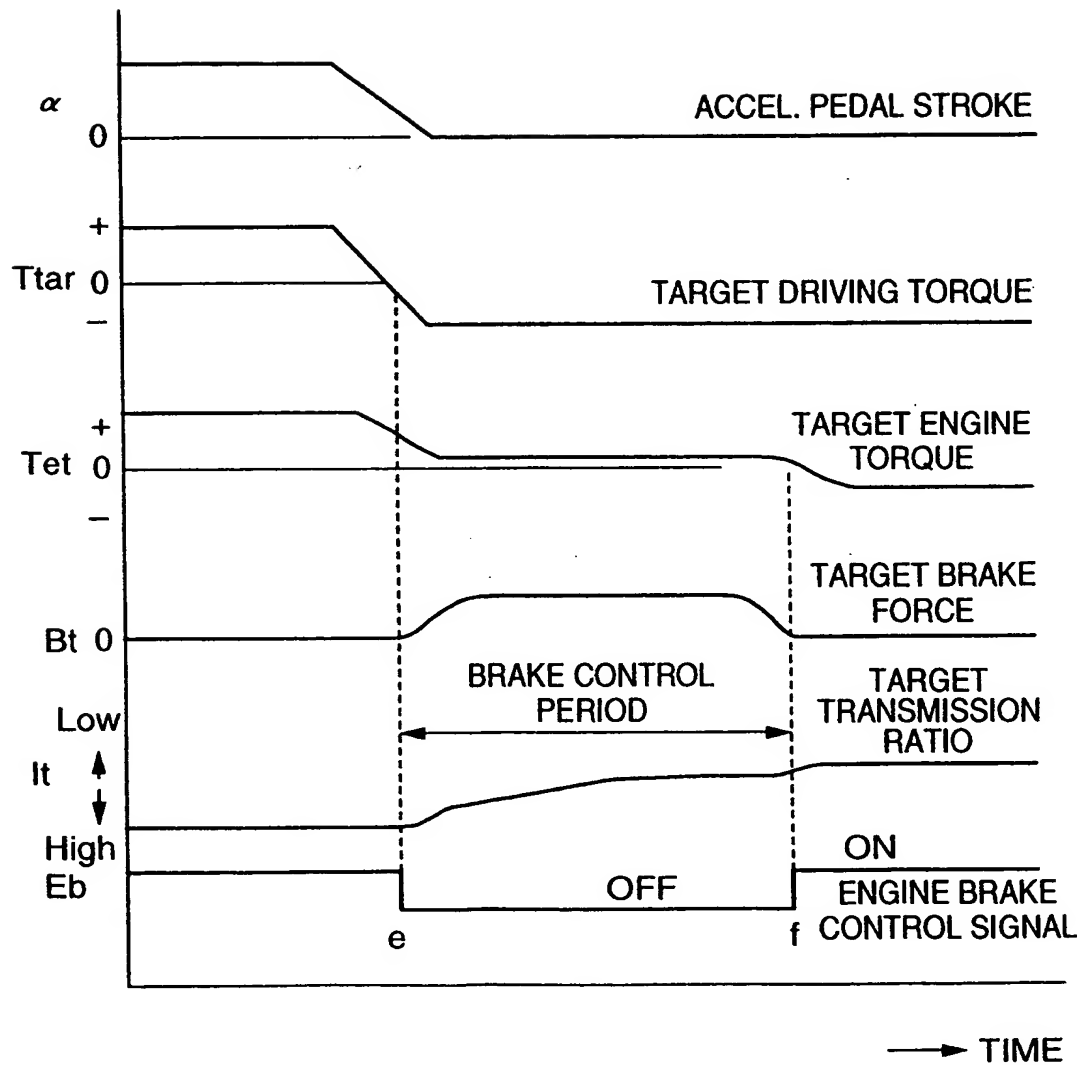 α
0
ACCEL. PEDAL STROKE
+
Ttar 0
−
TARGET DRIVING TORQUE
+
Tet 0
−
TARGET ENGINE
TORQUE
Bt 0
TARGET BRAKE
FORCE
BRAKE CONTROL
PERIOD
Low
It
High
TARGET
TRANSMISSION
RATIO
Eb
OFF
ON
ENGINE BRAKE
CONTROL SIGNAL
e
f
TIME